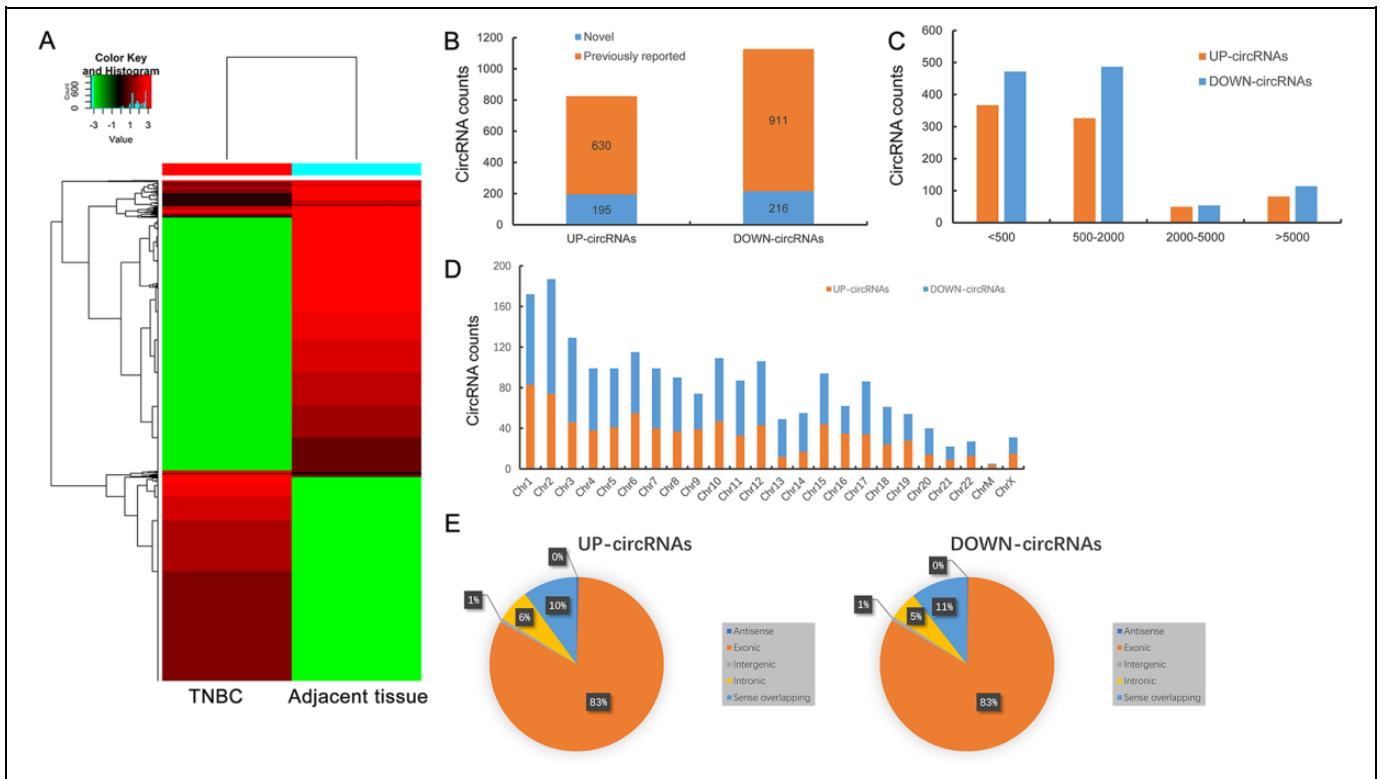 A
Color Key
and Histogram
Count
0 600
-3 -1 1 3
Value
TNBC
Adjacent tissue
B
Novel
Previously reported
CircRNA counts
1200
1000
800
600
400
200
0
630
195
911
216
UP-circRNAs
DOWN-circRNAs
C
UP-circRNAs
DOWN-circRNAs
CircRNA counts
600
500
400
300
200
100
0
<500
500-2000
2000-5000
>5000
D
UP-circRNAs
DOWN-circRNAs
CircRNA counts
200
160
120
80
40
0
Chr1
Chr2
Chr3
Chr4
Chr5
Chr6
Chr7
Chr8
Chr9
Chr10
Chr11
Chr12
Chr13
Chr14
Chr15
Chr16
Chr17
Chr18
Chr19
Chr20
Chr21
Chr22
ChrM
ChrX
E
UP-circRNAs
0%
1%
6%
10%
83%
Antisense
Exonic
Intergenic
Intronic
Sense overlapping
DOWN-circRNAs
0%
1%
5%
11%
83%
Antisense
Exonic
Intergenic
Intronic
Sense overlapping